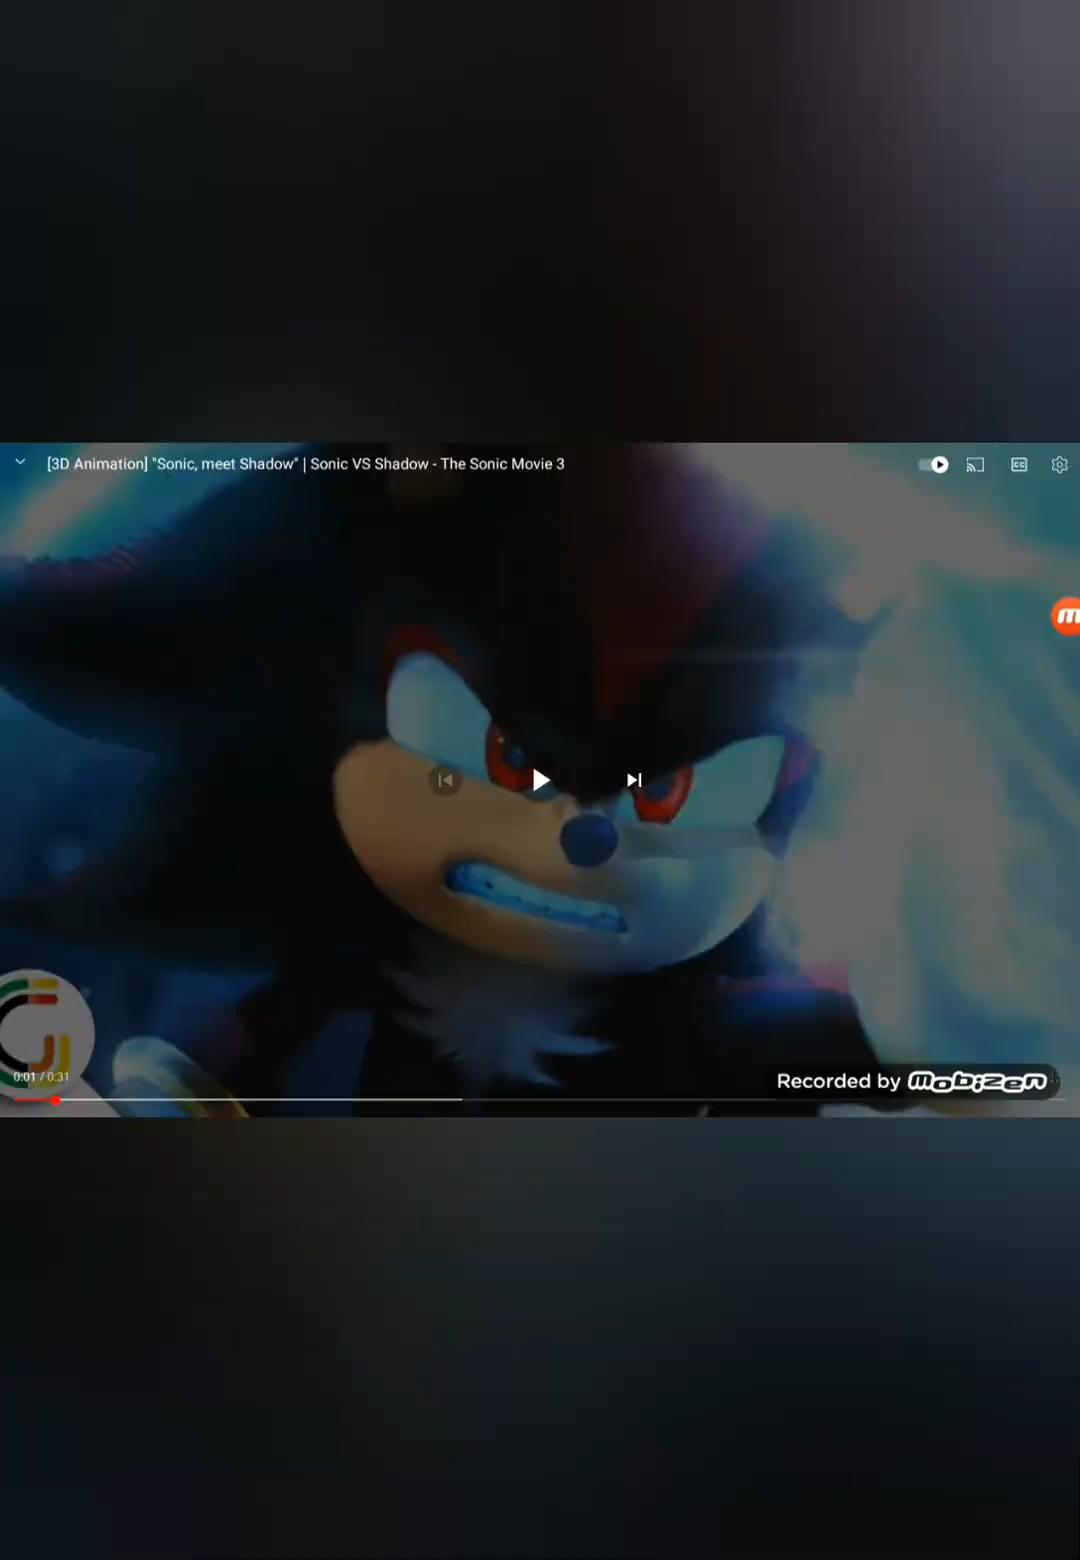 [3D Animation] "Sonic, meet Shadow" | Sonic VS Shadow - The Sonic Movie 3
CC
m
0:01 / 0:31
Recorded by mobizen